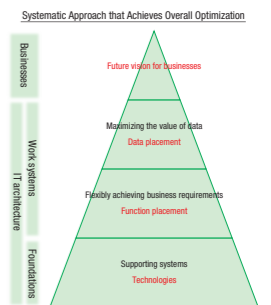 Systematic Approach that Achieves Overall Optimization
Businesses
Future vision for businesses
Work systems
IT architecture
Maximizing the value of data
Data placement
Flexibly achieving business requirements
Function placement
Foundations
Supporting systems
Technologies